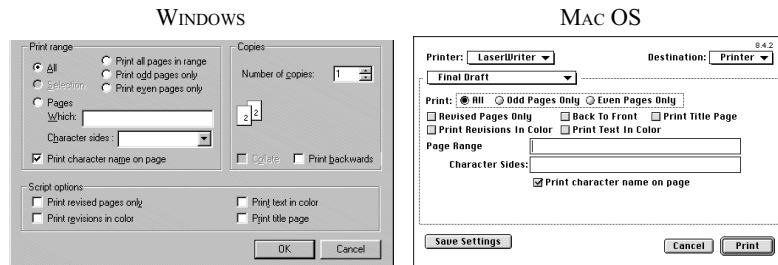 WINDOWS
Print range
All
Selection
Pages
Which:
Character sides :
Print character name on page
Print all pages in range
Print odd pages only
Print even pages only
Copies
Number of copies: 1
2 2
Collate Print backwards
Script options
Print revised pages only Print text in color
Print revisions in color Print title page
OK Cancel
MAC OS
8.4.2
Printer: LaserWriter Destination: Printer
Final Draft
Print: All Odd Pages Only Even Pages Only
Revised Pages Only Back To Front Print Title Page
Print Revisions In Color Print Text In Color
Page Range
Character Sides:
Print character name on page
Save Settings Cancel Print